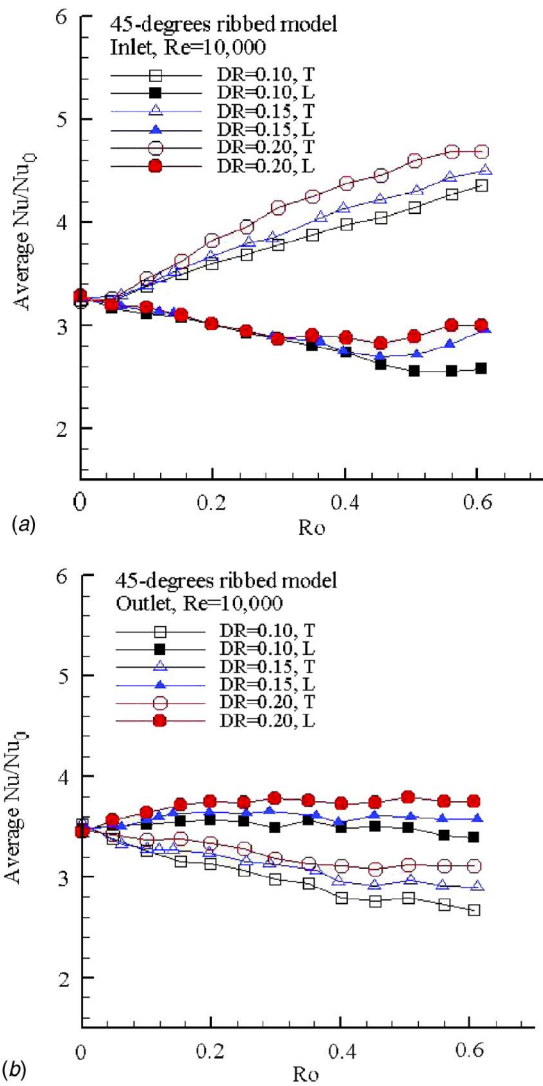 6
45-degrees ribbed model
Inlet, Re=10,000
DR=0.10, T
DR=0.10, L
DR=0.15, T
DR=0.15, L
DR=0.20, T
DR=0.20, L
5
4
3
2
Average Nu/Nu0
0
0.2
0.4
0.6
Ro
(a)
6
45-degrees ribbed model
Outlet, Re=10,000
DR=0.10, T
DR=0.10, L
DR=0.15, T
DR=0.15, L
DR=0.20, T
DR=0.20, L
5
4
3
2
Average Nu/Nu0
0
0.2
0.4
0.6
Ro
(b)